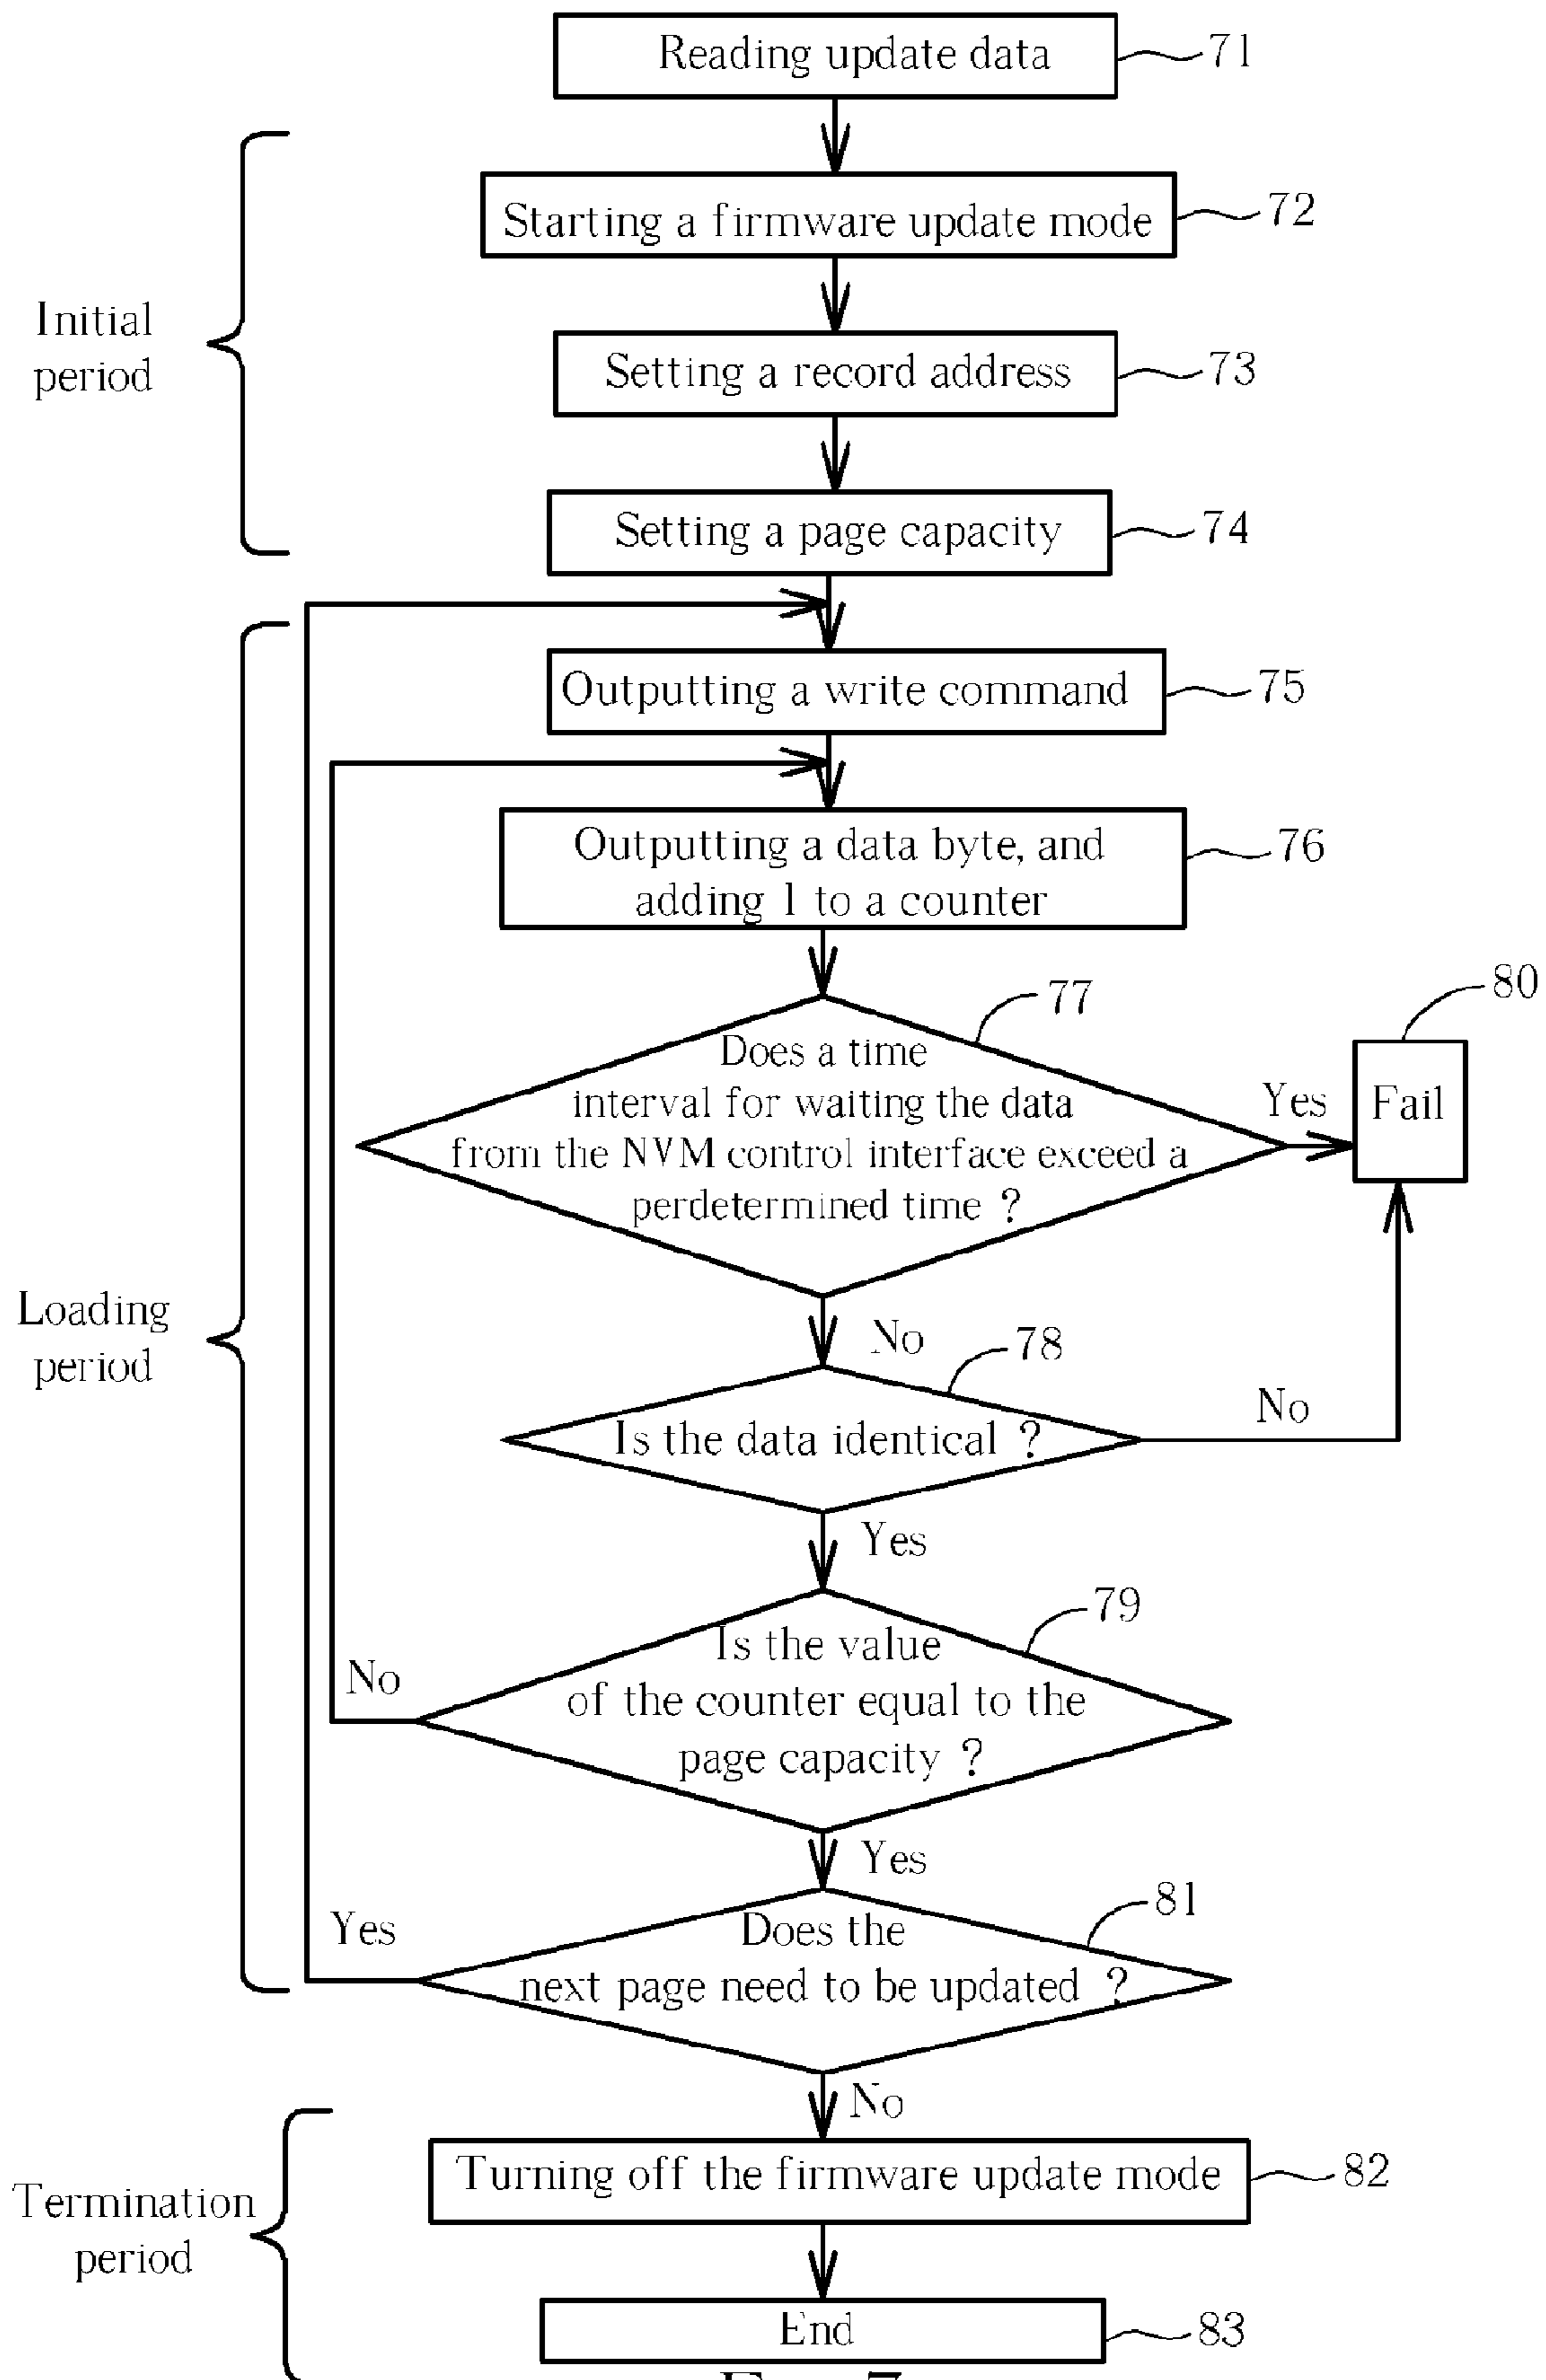 Reading update data
71
Starting a firmware update mode
72
Initial
period
Setting a record address
73
Setting a page capacity
74
Outputting a write command
75
Outputting a data byte, and
adding 1 to a counter
76
77
80
Does a time
interval for waiting the data
from the NVM control interface exceed a
perdetermined time ?
Yes
Fail
Loading
period
No
78
Is the data identical ?
No
Yes
79
Is the value
of the counter equal to the
page capacity ?
No
Yes
81
Does the
next page need to be updated ?
Yes
No
Turning off the firmware update mode
82
Termination
period
End
83